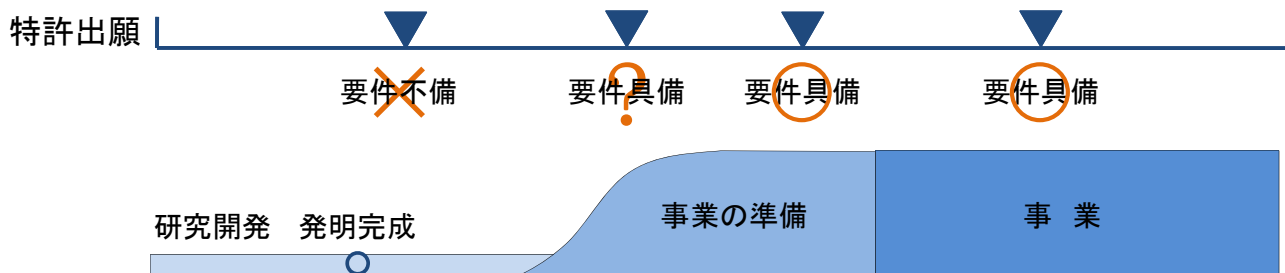 特許出願
要件不備 要件具備 要件具備 要件具備
?
研究開発 発明完成 事業の準備 事 業